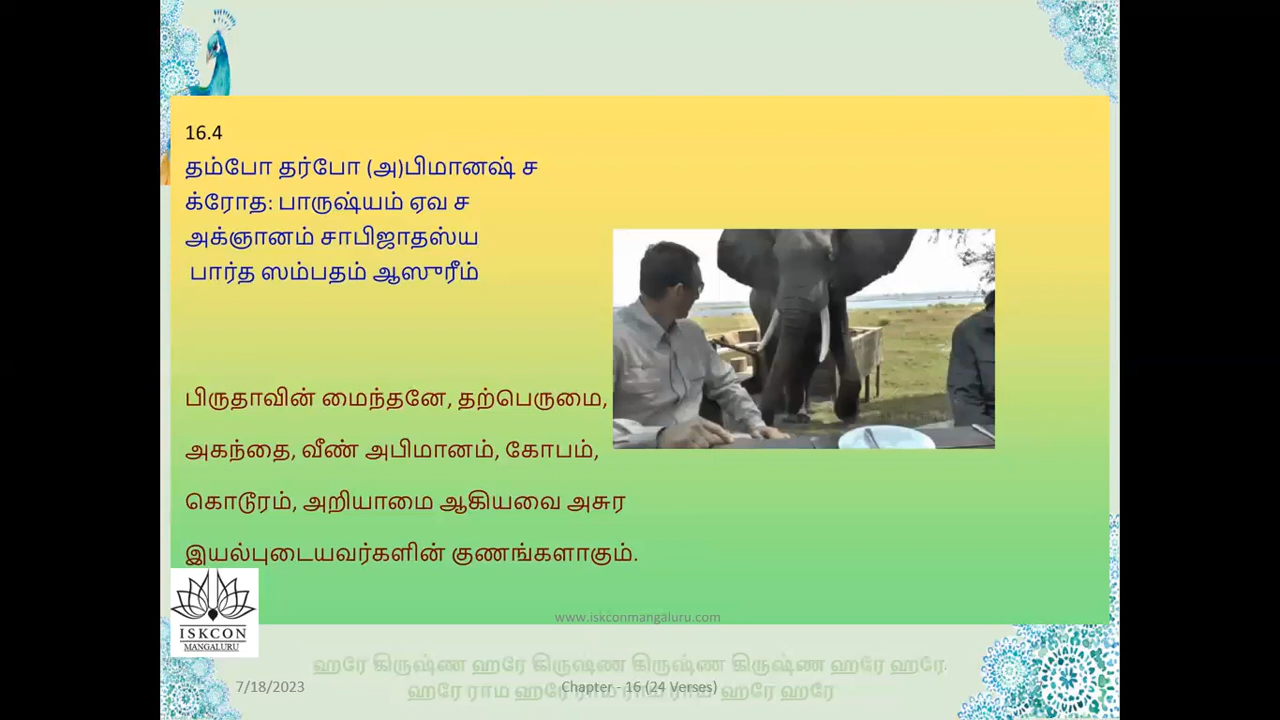 16.4
தம்போ தர்போ (அ)பிமானஷ் ச
க்ரோத: பாருஷ்யம் ஏவ ச
அக்ஞானம் சாபிஜாதஸ்ய
பார்த ஸம்பதம் ஆஸுரீம்
பிருதாவின் மைந்தனே, தற்பெருமை,
அகந்தை, வீண் அபிமானம், கோபம்,
கொடூரம், அறியாமை ஆகியவை அசுர
இயல்புடையவர்களின் குணங்களாகும்.
ISKCON
MANGALURU
www.iskconmangaluru.com
ஹரே கிருஷ்ண ஹரே கிருஷ்ண கிருஷ்ண கிருஷ்ண ஹரே ஹரே
ஹரே ராம ஹரே ராம ராம ராம ஹரே ஹரே
7/18/2023
Chapter - 16 (24 Verses)